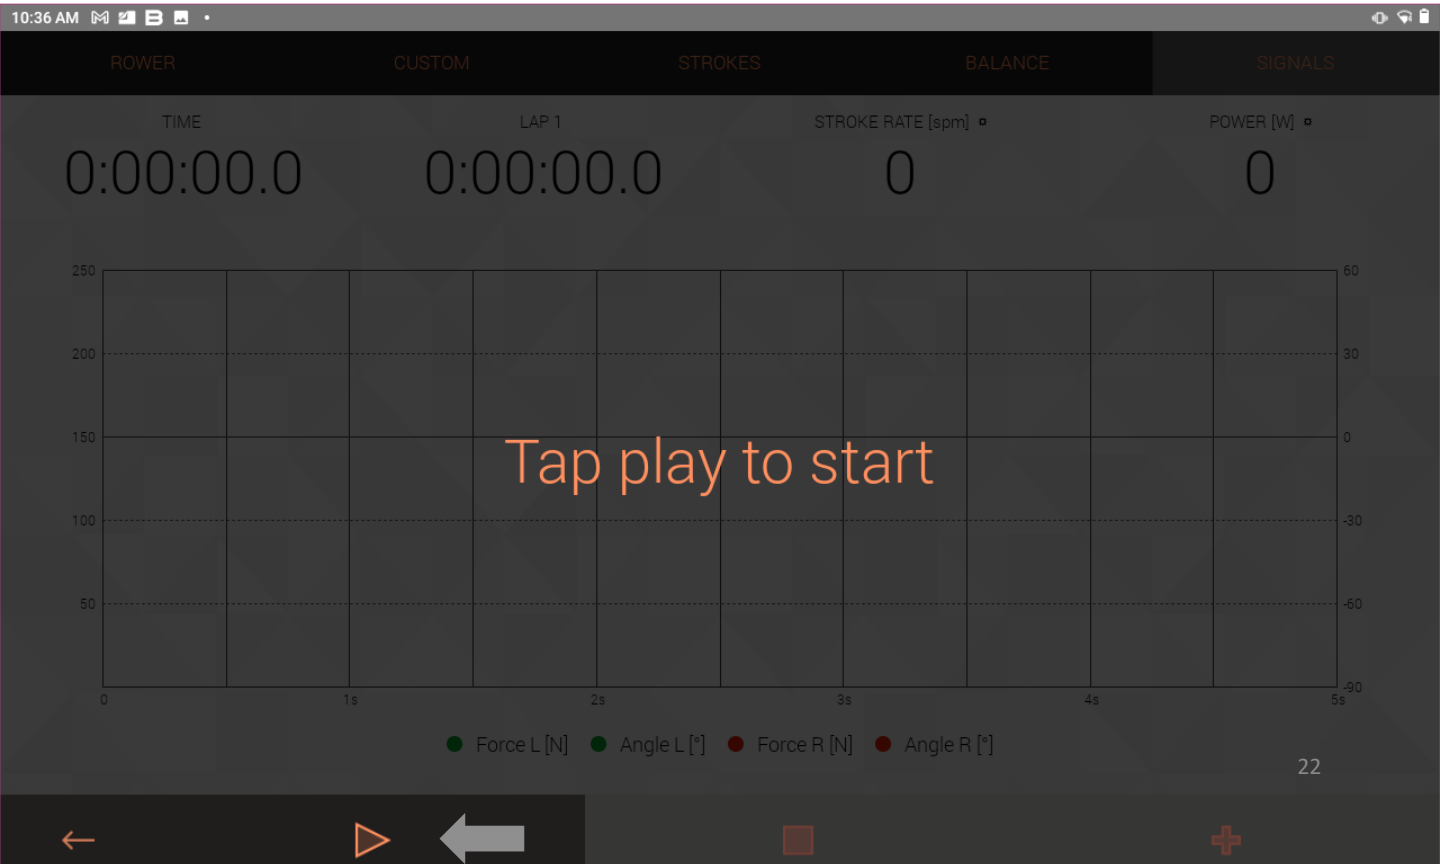 10:36 AM
ROWER CUSTOM STROKES BALANCE SIGNALS
TIME LAP 1 STROKE RATE [spm] POWER [W]
0:00:00.0 0:00:00.0 0 0
250 60
200 30
150 0
Tap play to start
100 -30
50 -60
-90
0 1s 2s 3s 4s 5s
Force L [N] Angle L [°] Force R [N] Angle R [°]
22